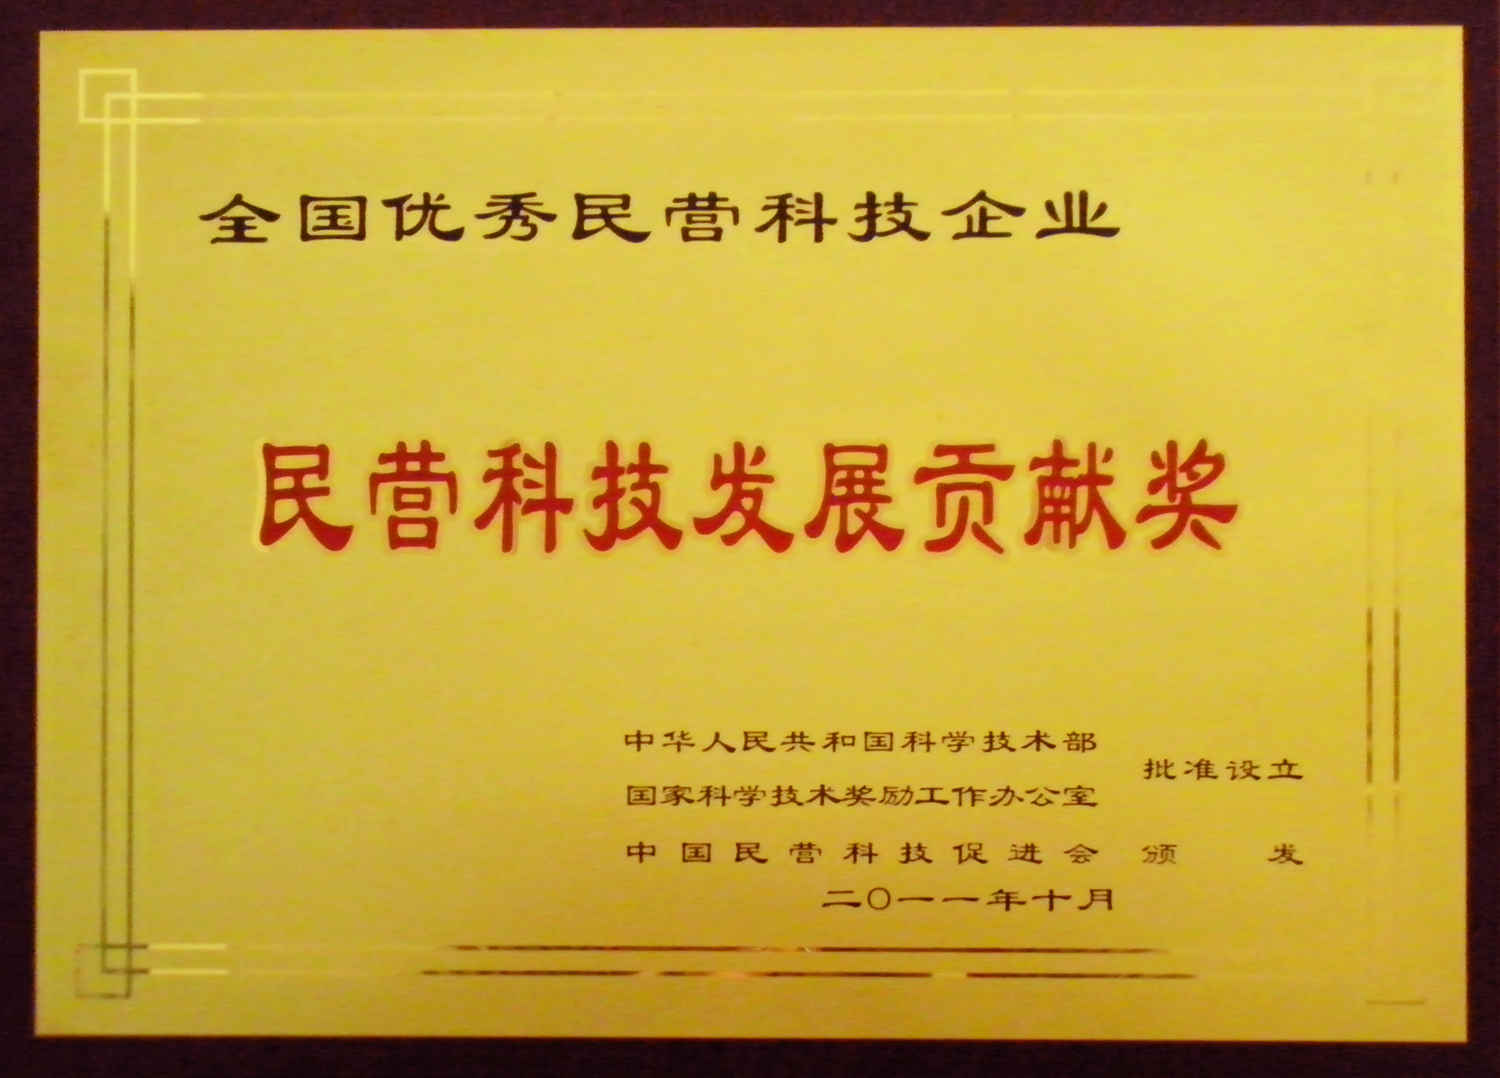 全国优秀民营科技企业
民营科技发展贡献奖
中华人民共和国科学技术部
国家科学技术奖励工作办公室
批准设立
中国民营科技促进会 颁 发
二〇一一年十月